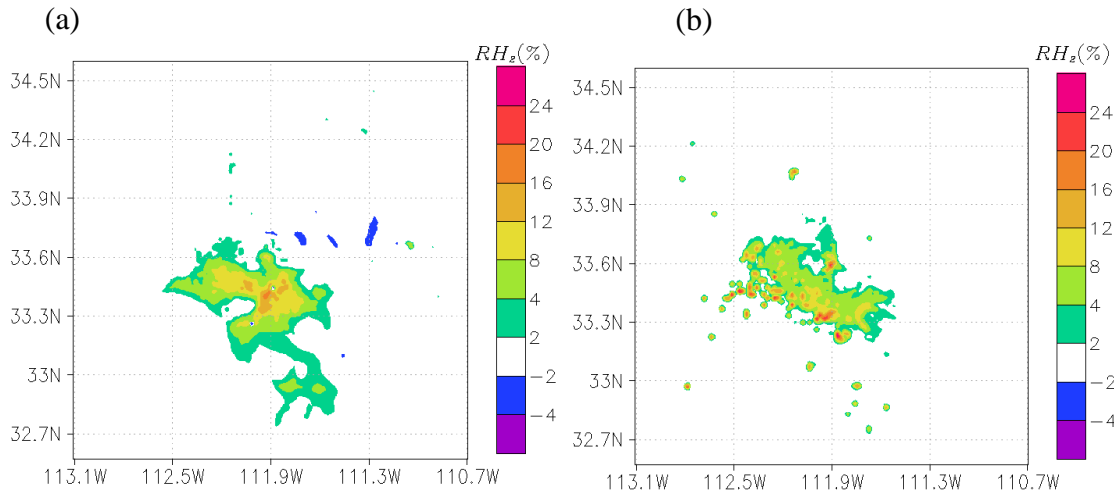 (a)
(b)
RH₂(%)
34.5N
34.2N
33.9N
33.6N
33.3N
33N
32.7N
113.1W 112.5W 111.9W 111.3W 110.7W
24
20
16
12
8
4
2
−2
−4
RH₂(%)
34.5N
34.2N
33.9N
33.6N
33.3N
33N
32.7N
113.1W 112.5W 111.9W 111.3W 110.7W
24
20
16
12
8
4
2
−2
−4